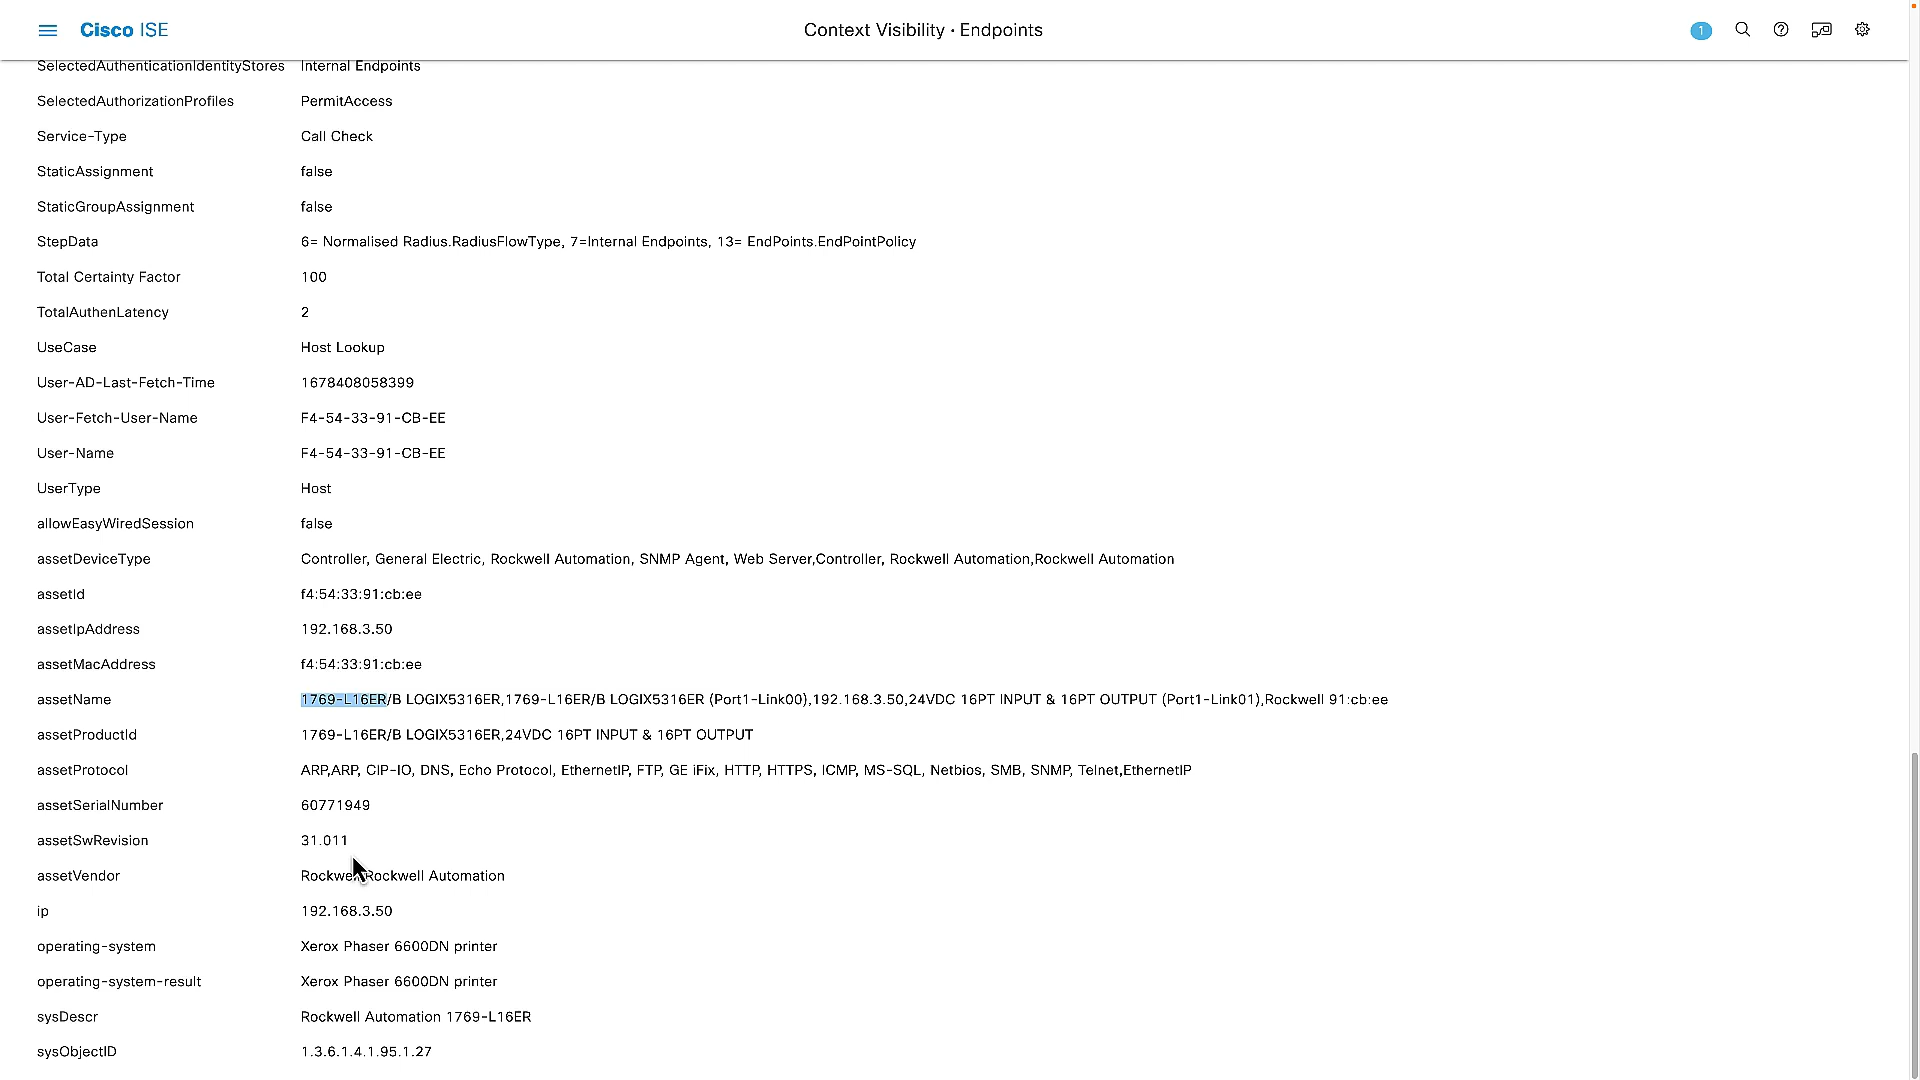 Cisco ISE
Context Visibility · Endpoints
1
SelectedAuthenticationIdentityStores Internal Endpoints
SelectedAuthorizationProfiles PermitAccess
Service-Type Call Check
StaticAssignment false
StaticGroupAssignment false
StepData 6= Normalised Radius.RadiusFlowType, 7=Internal Endpoints, 13= EndPoints.EndPointPolicy
Total Certainty Factor 100
TotalAuthenLatency 2
UseCase Host Lookup
User-AD-Last-Fetch-Time 1678408058399
User-Fetch-User-Name F4-54-33-91-CB-EE
User-Name F4-54-33-91-CB-EE
UserType Host
allowEasyWiredSession false
assetDeviceType Controller, General Electric, Rockwell Automation, SNMP Agent, Web Server,Controller, Rockwell Automation,Rockwell Automation
assetId f4:54:33:91:cb:ee
assetIpAddress 192.168.3.50
assetMacAddress f4:54:33:91:cb:ee
assetName 1769-L16ER/B LOGIX5316ER,1769-L16ER/B LOGIX5316ER (Port1-Link00),192.168.3.50,24VDC 16PT INPUT & 16PT OUTPUT (Port1-Link01),Rockwell 91:cb:ee
assetProductId 1769-L16ER/B LOGIX5316ER,24VDC 16PT INPUT & 16PT OUTPUT
assetProtocol ARP,ARP, CIP-IO, DNS, Echo Protocol, EthernetIP, FTP, GE iFix, HTTP, HTTPS, ICMP, MS-SQL, Netbios, SMB, SNMP, Telnet,EthernetIP
assetSerialNumber 60771949
assetSwRevision 31.011
assetVendor Rockwell,Rockwell Automation
ip 192.168.3.50
operating-system Xerox Phaser 6600DN printer
operating-system-result Xerox Phaser 6600DN printer
sysDescr Rockwell Automation 1769-L16ER
sysObjectID 1.3.6.1.4.1.95.1.27